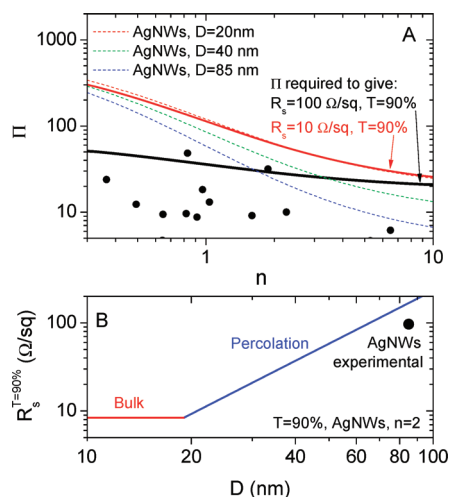 1000
100
10
Π
AgNWs, D=20nm
AgNWs, D=40 nm
AgNWs, D=85 nm
A
Π required to give:
Rs=100 Ω/sq, T=90%
Rs=10 Ω/sq, T=90%
1
10
n
B
100
10
Rs T=90% (Ω/sq)
Percolation
AgNWs
experimental
Bulk
T=90%, AgNWs, n=2
10
20
40
60
80
100
D (nm)